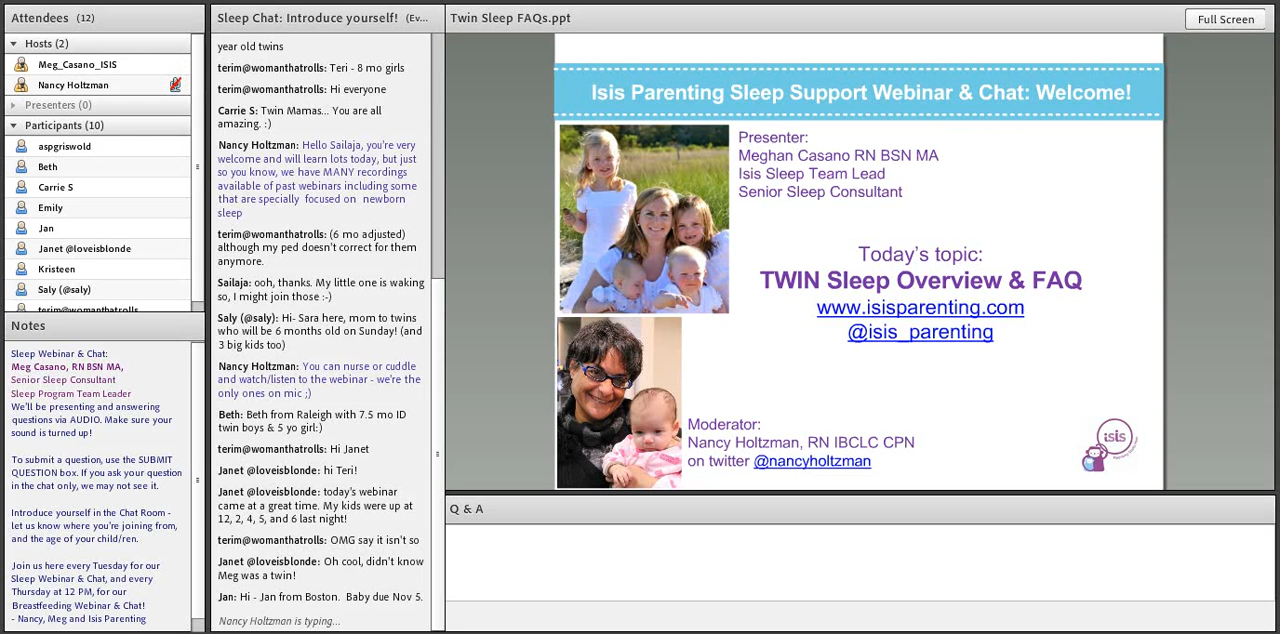 Attendees (12)
Hosts (2)
Meg_Casano_ISIS
Nancy Holtzman
Presenters (0)
Participants (10)
aspgriswold
Beth
Carrie S
Emily
Jan
Janet @loveisblonde
Kristeen
Saly (@saly)
terim@womanthatrolls
Notes
Sleep Webinar & Chat:
Meg Casano, RN BSN MA,
Senior Sleep Consultant
Sleep Program Team Leader
We'll be presenting and answering
questions via AUDIO. Make sure your
sound is turned up!
To submit a question, use the SUBMIT
QUESTION box. If you ask your question
in the chat only, we may not see it.
Introduce yourself in the Chat Room -
let us know where you're joining from,
and the age of your child/ren.
Join us here every Tuesday for our
Sleep Webinar & Chat, and every
Thursday at 12 PM, for our
Breastfeeding Webinar & Chat!
- Nancy, Meg and Isis Parenting
Sleep Chat: Introduce yourself! (Ev...
year old twins
terim@womanthatrolls: Teri - 8 mo girls
terim@womanthatrolls: Hi everyone
Carrie S: Twin Mamas... You are all
amazing. :)
Nancy Holtzman: Hello Sailaja, you're very
welcome and will learn lots today, but just
so you know, we have MANY recordings
available of past webinars including some
that are specially focused on newborn
sleep
terim@womanthatrolls: (6 mo adjusted)
although my ped doesn't correct for them
anymore.
Sailaja: ooh, thanks. My little one is waking
so, I might join those :-)
Saly (@saly): Hi- Sara here, mom to twins
who will be 6 months old on Sunday! (and
3 big kids too)
Nancy Holtzman: You can nurse or cuddle
and watch/listen to the webinar - we're the
only ones on mic ;)
Beth: Beth from Raleigh with 7.5 mo ID
twin boys & 5 yo girl:)
terim@womanthatrolls: Hi Janet
Janet @loveisblonde: hi Teri!
Janet @loveisblonde: today's webinar
came at a great time. My kids were up at
12, 2, 4, 5, and 6 last night!
terim@womanthatrolls: OMG say it isn't so
Janet @loveisblonde: Oh cool, didn't know
Meg was a twin!
Jan: Hi - Jan from Boston. Baby due Nov 5.
Nancy Holtzman is typing...
Twin Sleep FAQs.ppt
Full Screen
Isis Parenting Sleep Support Webinar & Chat: Welcome!
Presenter:
Meghan Casano RN BSN MA
Isis Sleep Team Lead
Senior Sleep Consultant
Today's topic:
TWIN Sleep Overview & FAQ
www.isisparenting.com
@isis_parenting
Moderator:
Nancy Holtzman, RN IBCLC CPN
on twitter @nancyholtzman
isis
Q & A